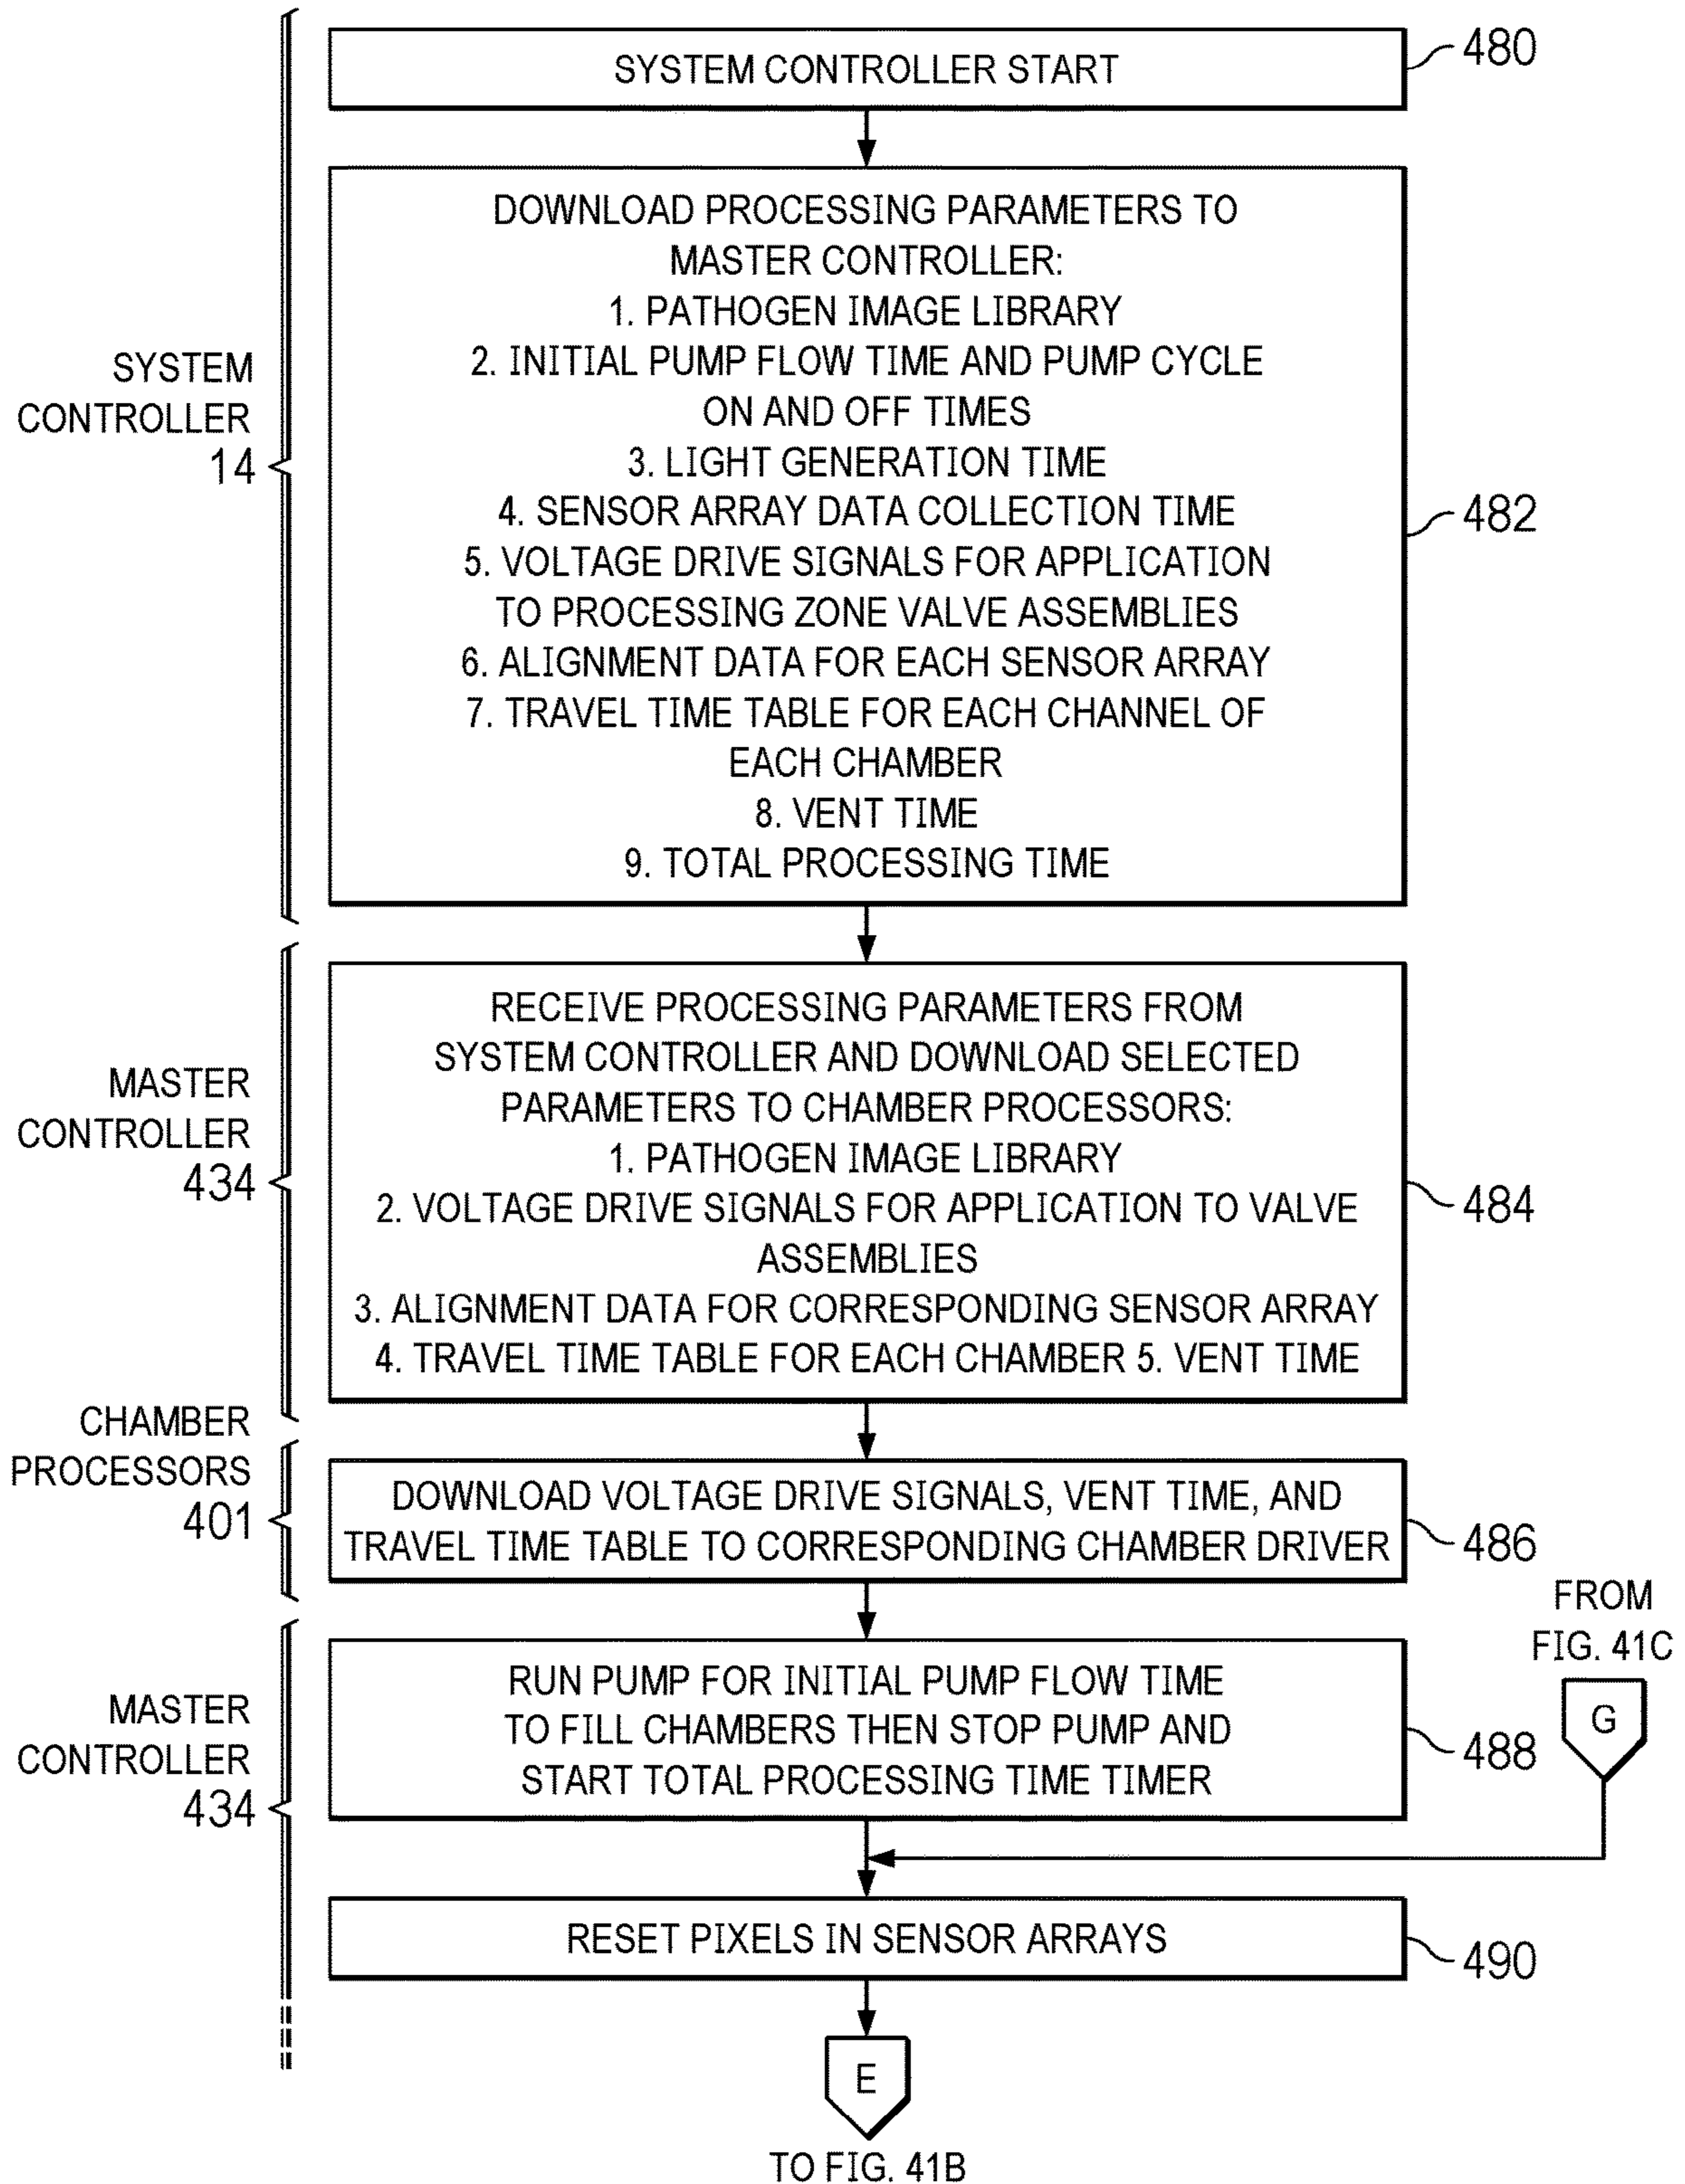 SYSTEM CONTROLLER START
480
DOWNLOAD PROCESSING PARAMETERS TO
MASTER CONTROLLER:
1. PATHOGEN IMAGE LIBRARY
2. INITIAL PUMP FLOW TIME AND PUMP CYCLE
ON AND OFF TIMES
3. LIGHT GENERATION TIME
4. SENSOR ARRAY DATA COLLECTION TIME
5. VOLTAGE DRIVE SIGNALS FOR APPLICATION
TO PROCESSING ZONE VALVE ASSEMBLIES
6. ALIGNMENT DATA FOR EACH SENSOR ARRAY
7. TRAVEL TIME TABLE FOR EACH CHANNEL OF
EACH CHAMBER
8. VENT TIME
9. TOTAL PROCESSING TIME
482
SYSTEM
CONTROLLER
14
RECEIVE PROCESSING PARAMETERS FROM
SYSTEM CONTROLLER AND DOWNLOAD SELECTED
PARAMETERS TO CHAMBER PROCESSORS:
1. PATHOGEN IMAGE LIBRARY
2. VOLTAGE DRIVE SIGNALS FOR APPLICATION TO VALVE
ASSEMBLIES
3. ALIGNMENT DATA FOR CORRESPONDING SENSOR ARRAY
4. TRAVEL TIME TABLE FOR EACH CHAMBER 5. VENT TIME
484
MASTER
CONTROLLER
434
CHAMBER
PROCESSORS
401
DOWNLOAD VOLTAGE DRIVE SIGNALS, VENT TIME, AND
TRAVEL TIME TABLE TO CORRESPONDING CHAMBER DRIVER
486
FROM
FIG. 41C
G
RUN PUMP FOR INITIAL PUMP FLOW TIME
TO FILL CHAMBERS THEN STOP PUMP AND
START TOTAL PROCESSING TIME TIMER
488
MASTER
CONTROLLER
434
RESET PIXELS IN SENSOR ARRAYS
490
E
TO FIG. 41B